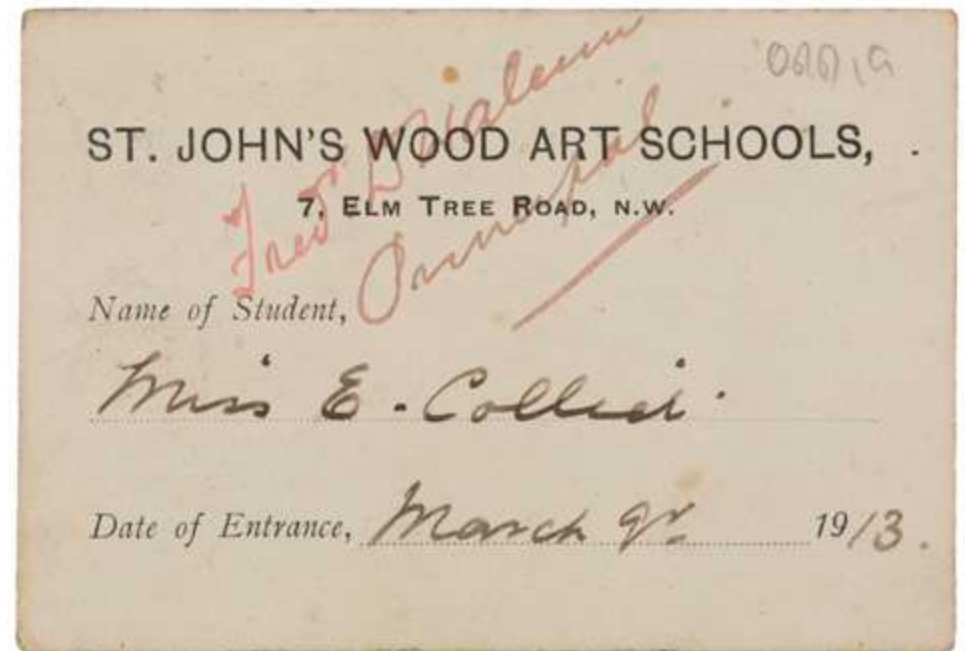 ST. JOHN'S WOOD ART SCHOOLS,
7, ELM TREE ROAD, N.W.
Fred D Walenn
Principal
Name of Student,
Miss E. Collier.
Date of Entrance, March 1913.